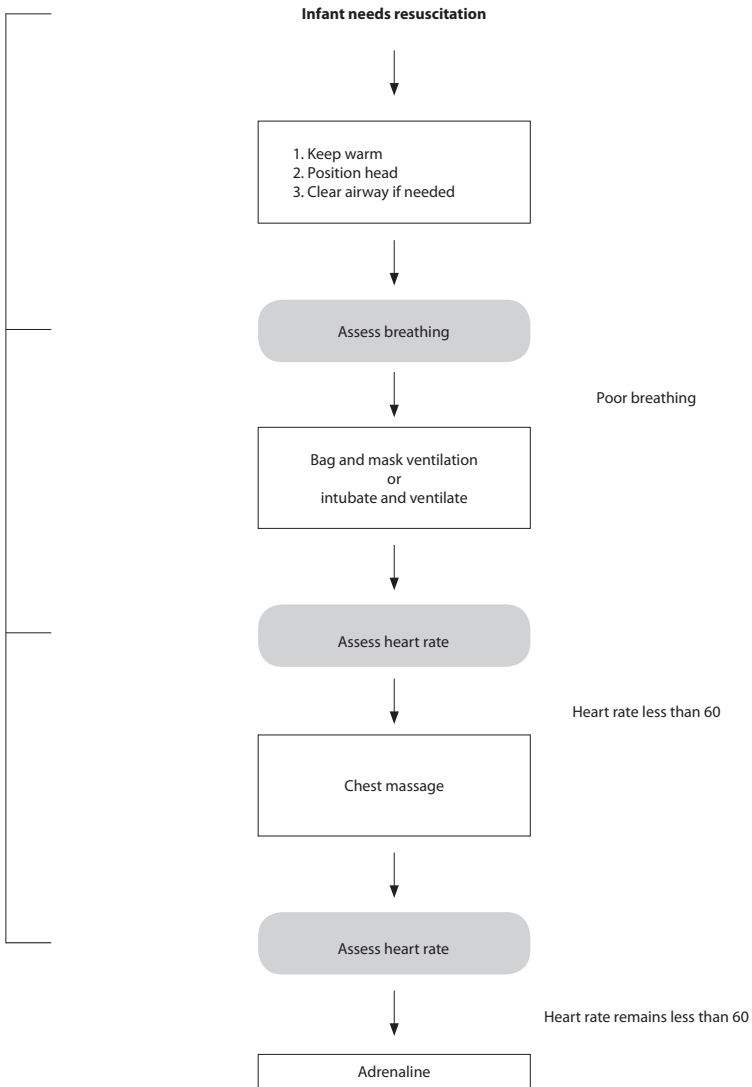 Infant needs resuscitation
1. Keep warm
2. Position head
3. Clear airway if needed
Assess breathing
Poor breathing
Bag and mask ventilation
or
intubate and ventilate
Assess heart rate
Heart rate less than 60
Chest massage
Assess heart rate
Heart rate remains less than 60
Adrenaline